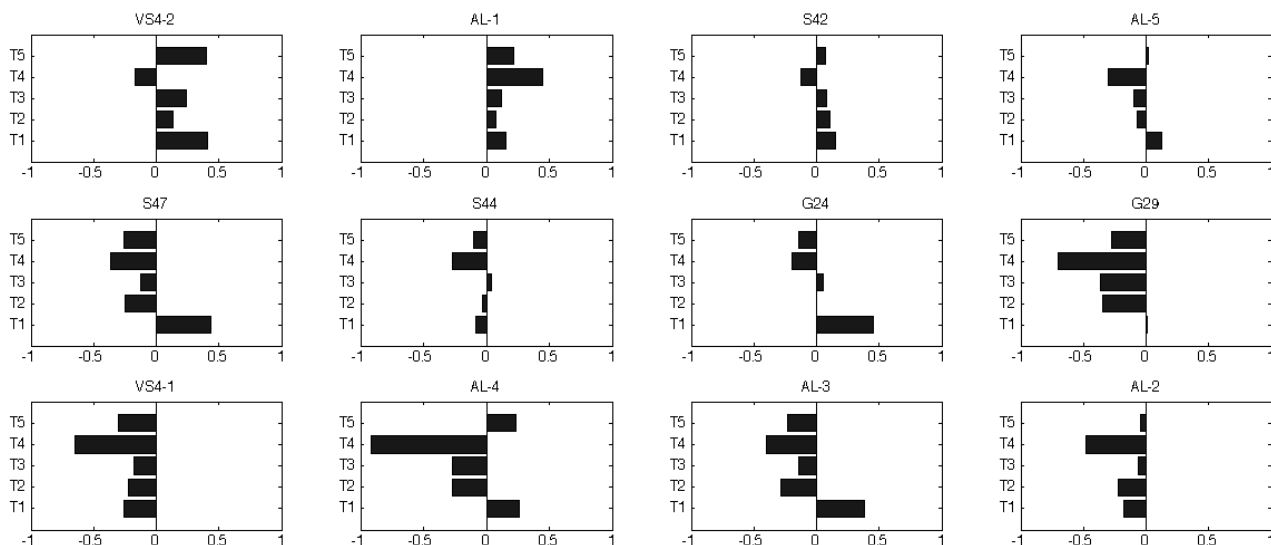 VS4-2 AL-1 S42 AL-5
T5 T5 T5 T5
T4 T4 T4 T4
T3 T3 T3 T3
T2 T2 T2 T2
T1 T1 T1 T1
-1 -0.5 0 0.5 1 -1 -0.5 0 0.5 1 -1 -0.5 0 0.5 1 -1 -0.5 0 0.5 1
S47 S44 G24 G29
T5 T5 T5 T5
T4 T4 T4 T4
T3 T3 T3 T3
T2 T2 T2 T2
T1 T1 T1 T1
-1 -0.5 0 0.5 1 -1 -0.5 0 0.5 1 -1 -0.5 0 0.5 1 -1 -0.5 0 0.5 1
VS4-1 AL-4 AL-3 AL-2
T5 T5 T5 T5
T4 T4 T4 T4
T3 T3 T3 T3
T2 T2 T2 T2
T1 T1 T1 T1
-1 -0.5 0 0.5 1 -1 -0.5 0 0.5 1 -1 -0.5 0 0.5 1 -1 -0.5 0 0.5 1